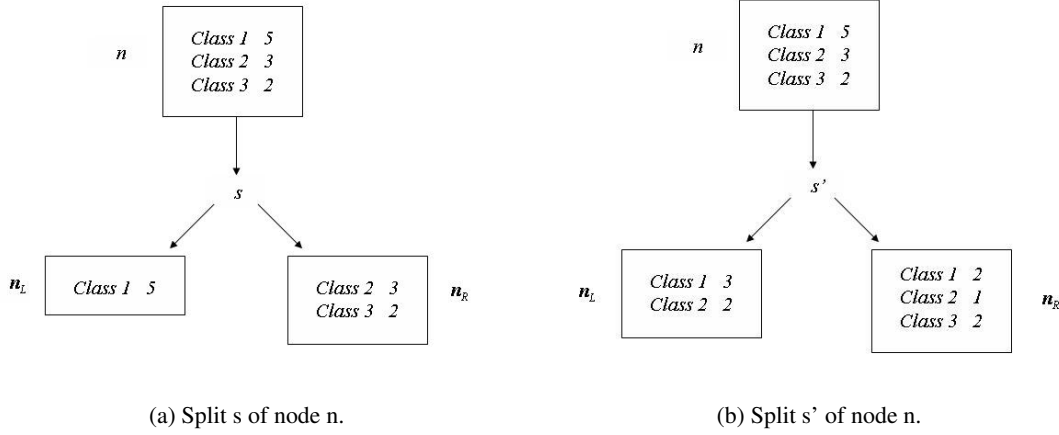 n
Class 1 5
Class 2 3
Class 3 2
s
n_L
Class 1 5
Class 2 3
Class 3 2
n_R
(a) Split s of node n.
n
Class 1 5
Class 2 3
Class 3 2
s’
n_L
Class 1 3
Class 2 2
Class 1 2
Class 2 1
Class 3 2
n_R
(b) Split s’ of node n.